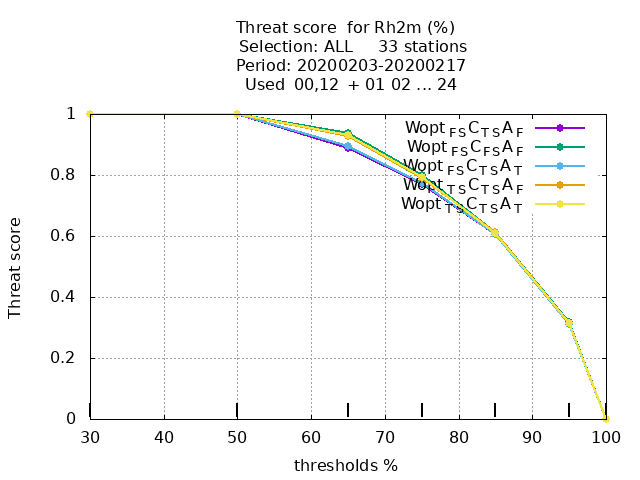 Threat score  for Rh2m (%)
Selection: ALL     33 stations
Period: 20200203-20200217
Used  00,12  + 01 02 ... 24
Wopt FS C TS A F
Wopt FS C FS A F
Wopt FS C TS A T
Wopt TS C TS A F
Wopt TS C TS A T
1
0.8
0.6
0.4
0.2
0
Threat score
30 40 50 60 70 80 90 100
thresholds %